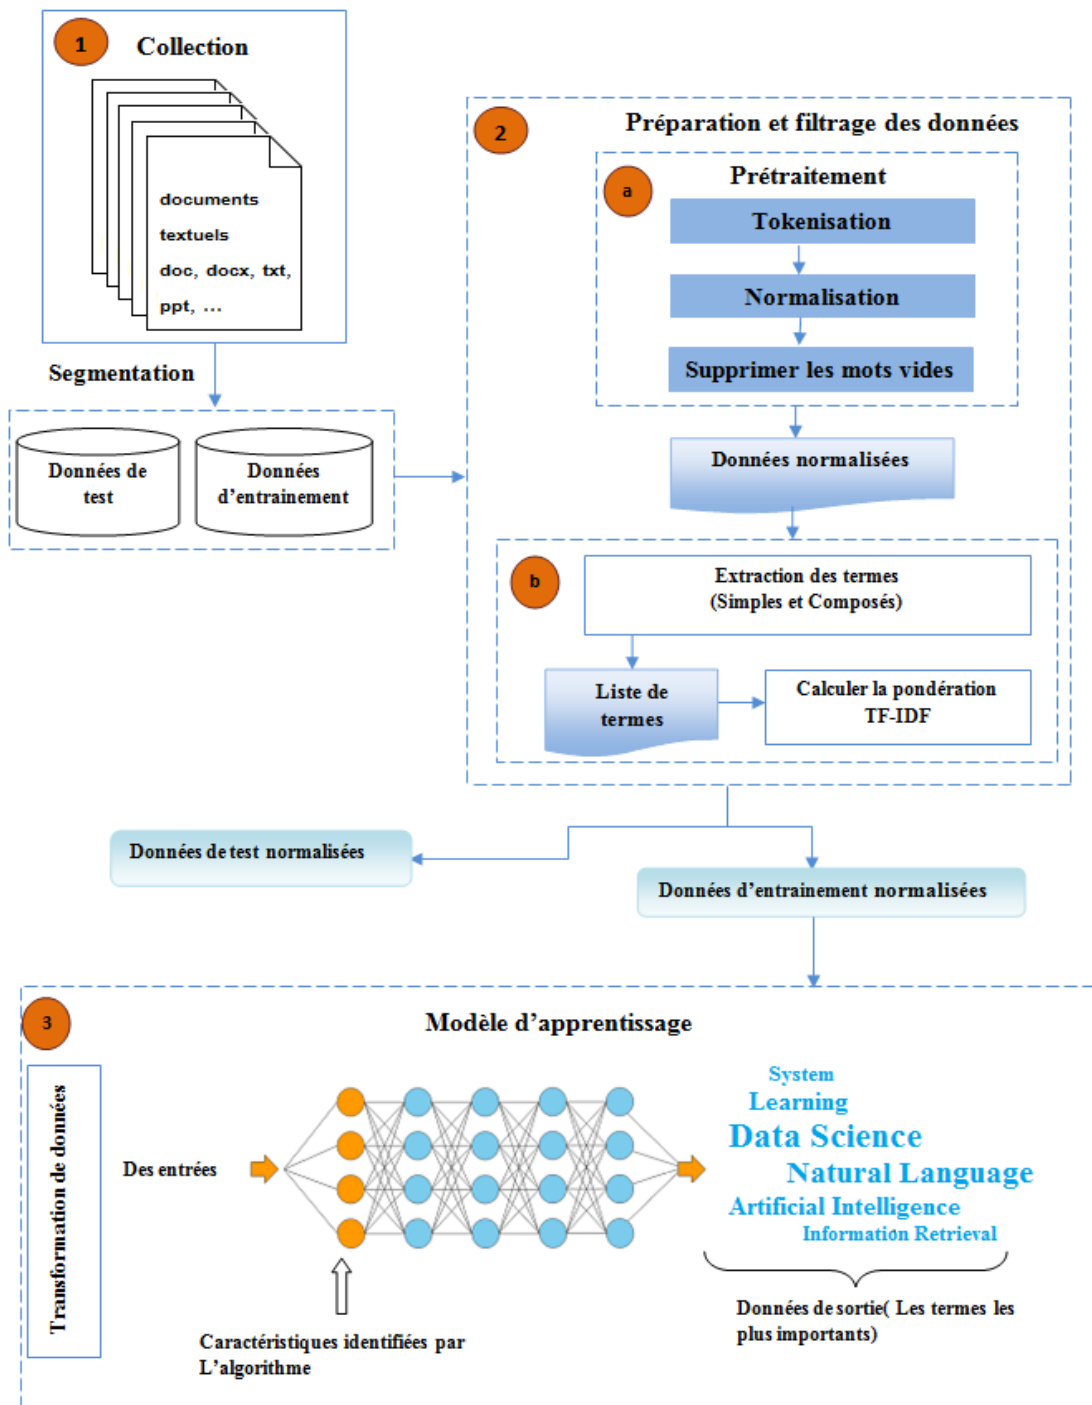 1
Collection
documents
textuels
doc, docx, txt,
ppt, ...
Segmentation
Données de
test
Données
d'entrainement
2
Préparation et filtrage des données
a
Prétraitement
Tokenisation
Normalisation
Supprimer les mots vides
Données normalisées
b
Extraction des termes
(Simples et Composés)
Liste de
termes
Calculer la pondération
TF-IDF
Données de test normalisées
Données d'entrainement normalisées
3
Modèle d'apprentissage
Transformation de données
Des entrées
Caractéristiques identifiées par
L'algorithme
System
Learning
Data Science
Natural Language
Artificial Intelligence
Information Retrieval
Données de sortie( Les termes les
plus importants)